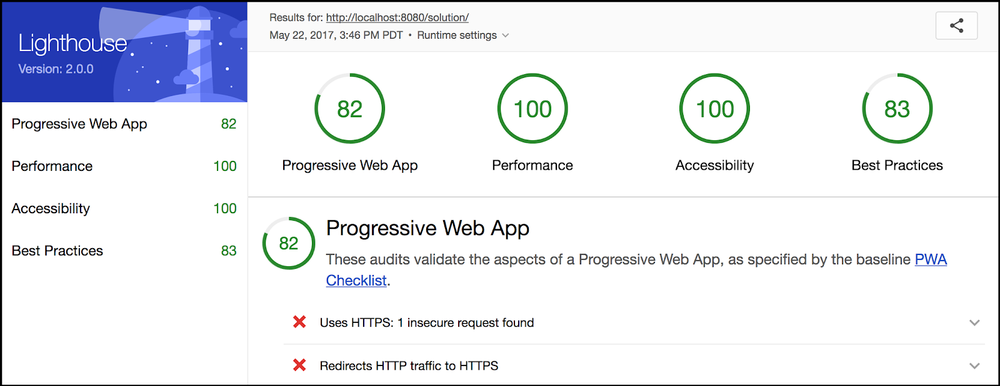 Lighthouse
Version: 2.0.0
Progressive Web App 82
Performance 100
Accessibility 100
Best Practices 83
Results for: http://localhost:8080/solution/
May 22, 2017, 3:46 PM PDT • Runtime settings
82 100 100 83
Progressive Web App Performance Accessibility Best Practices
82
Progressive Web App
These audits validate the aspects of a Progressive Web App, as specified by the baseline PWA
Checklist.
Uses HTTPS: 1 insecure request found
Redirects HTTP traffic to HTTPS